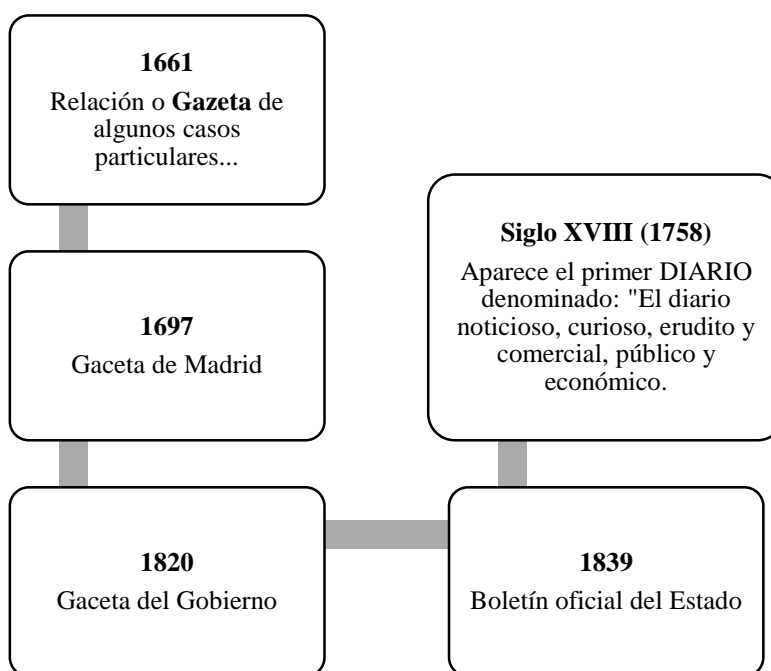 1661
Relación o Gazeta de
algunos casos
particulares...
1697
Gaceta de Madrid
1820
Gaceta del Gobierno
1839
Boletín oficial del Estado
Siglo XVIII (1758)
Aparece el primer DIARIO
denominado: "El diario
noticioso, curioso, erudito y
comercial, público y
económico.